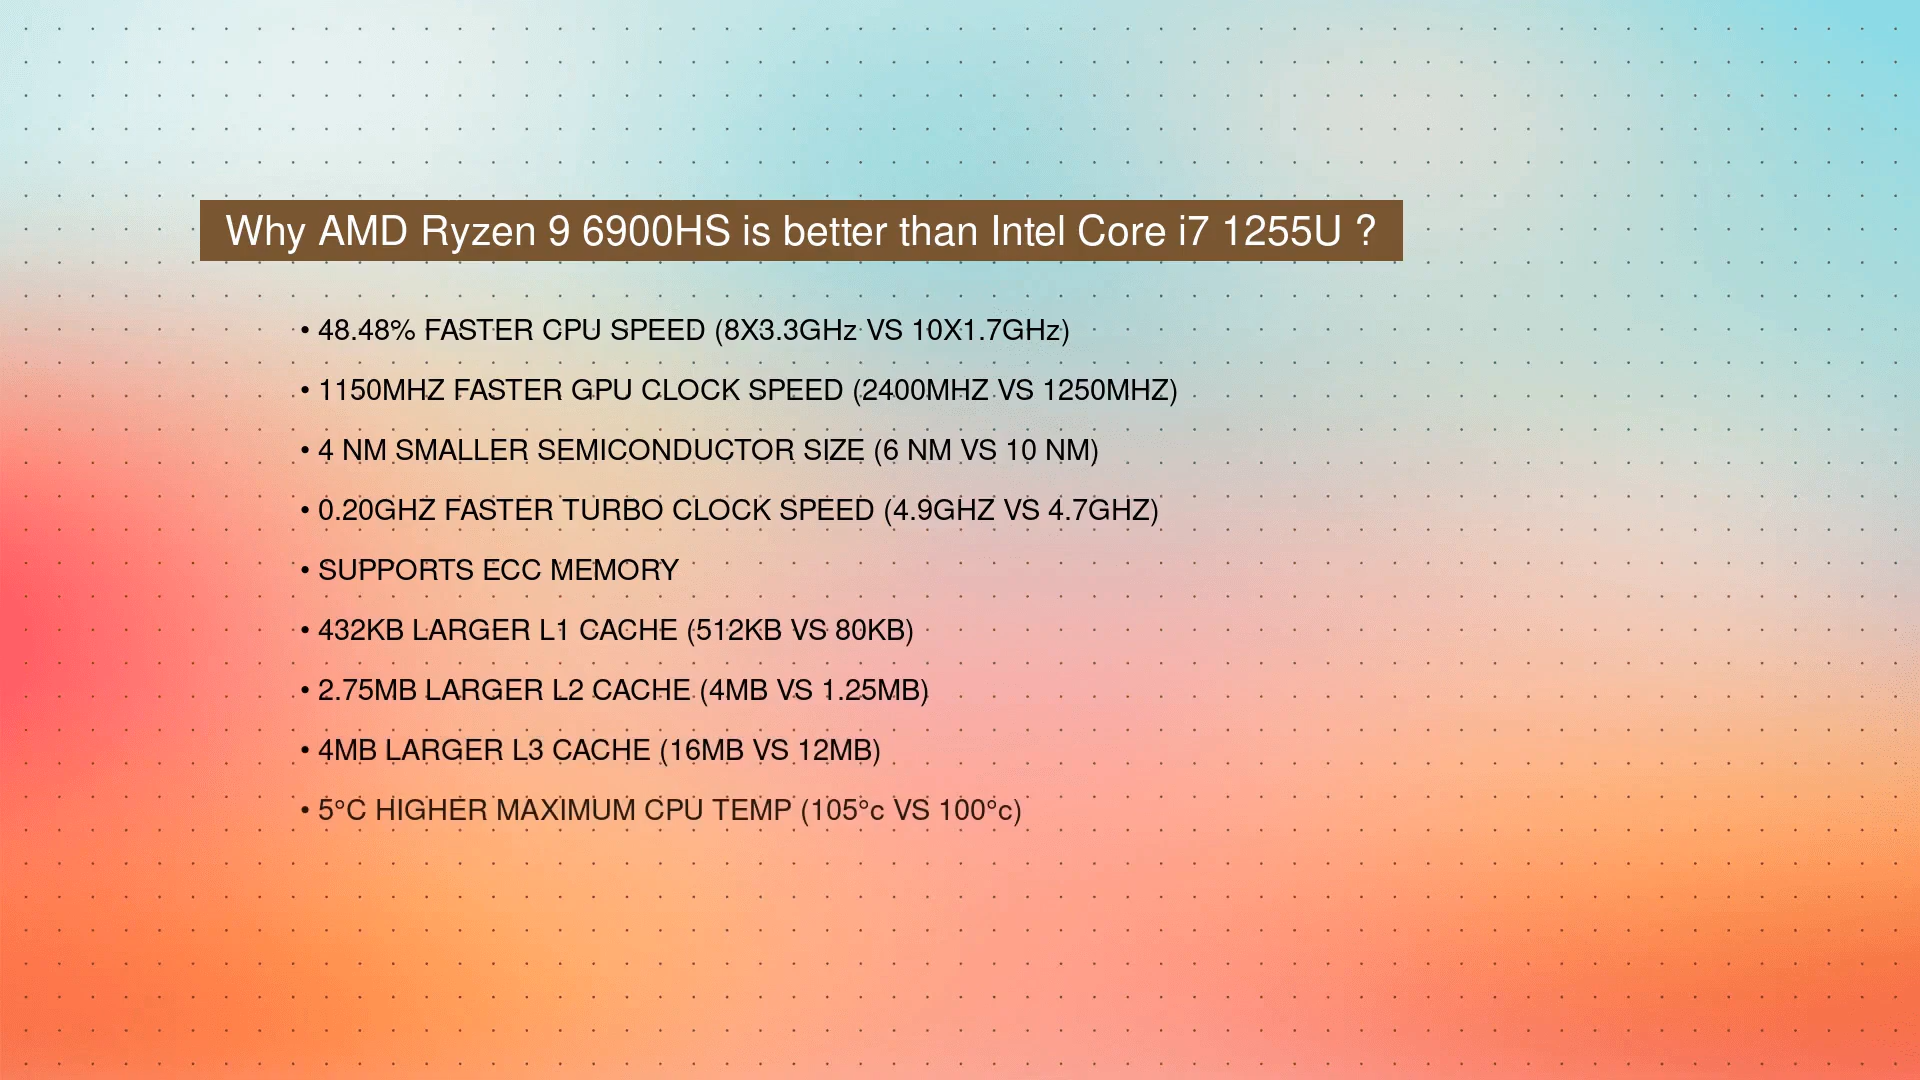 Why AMD Ryzen 9 6900HS is better than Intel Core i7 1255U ?
• 48.48% FASTER CPU SPEED (8X3.3GHz VS 10X1.7GHz)
• 1150MHZ FASTER GPU CLOCK SPEED (2400MHZ VS 1250MHZ)
• 4 NM SMALLER SEMICONDUCTOR SIZE (6 NM VS 10 NM)
• 0.20GHZ FASTER TURBO CLOCK SPEED (4.9GHZ VS 4.7GHZ)
• SUPPORTS ECC MEMORY
• 432KB LARGER L1 CACHE (512KB VS 80KB)
• 2.75MB LARGER L2 CACHE (4MB VS 1.25MB)
• 4MB LARGER L3 CACHE (16MB VS 12MB)
• 5°C HIGHER MAXIMUM CPU TEMP (105°c VS 100°c)